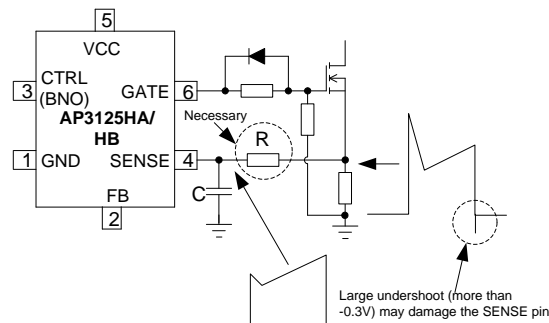 5
VCC
CTRL
3
(BNO)
GATE
6
AP3125HA/
HB
Necessary
R
1
GND
SENSE
4
C
FB
2
Large undershoot (more than
-0.3V) may damage the SENSE pin